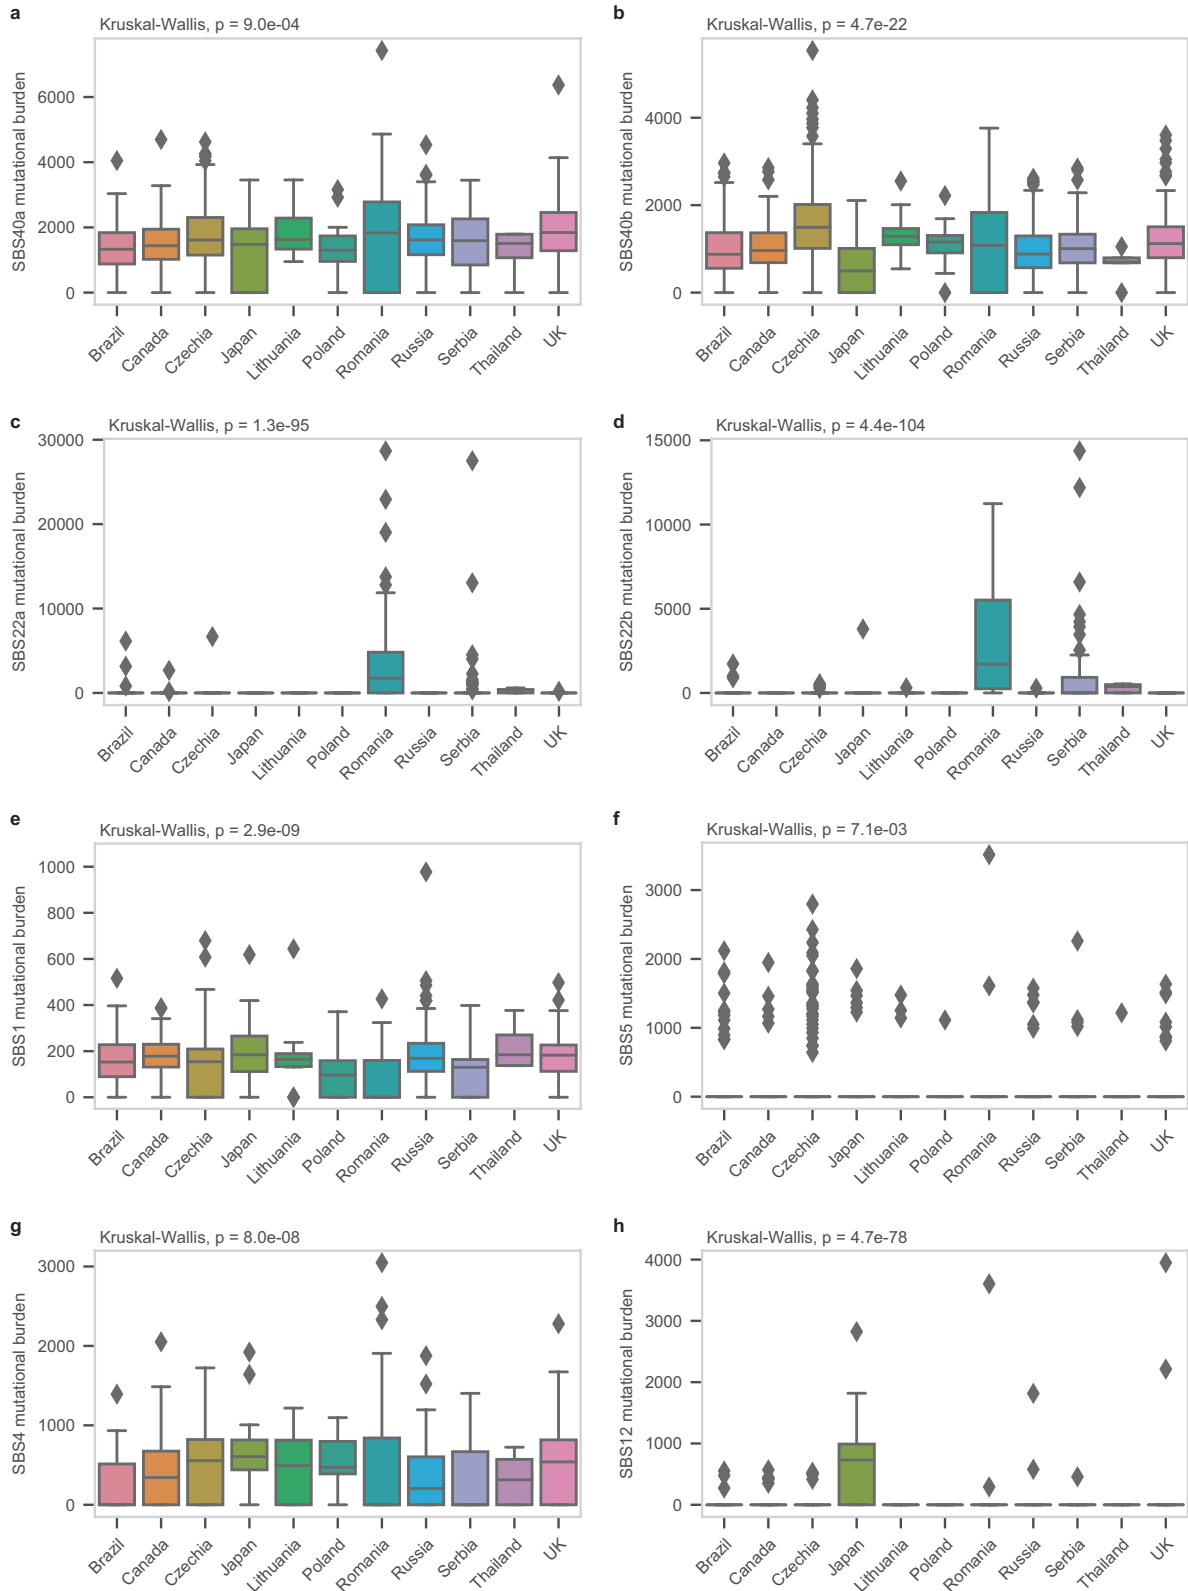 a
Kruskal-Wallis, p = 9.0e-04
SBS40a mutational burden
6000
4000
2000
0
Brazil
Canada
Czechia
Japan
Lithuania
Poland
Romania
Russia
Serbia
Thailand
UK
b
Kruskal-Wallis, p = 4.7e-22
SBS40b mutational burden
4000
2000
0
Brazil
Canada
Czechia
Japan
Lithuania
Poland
Romania
Russia
Serbia
Thailand
UK
c
Kruskal-Wallis, p = 1.3e-95
SBS22a mutational burden
30000
20000
10000
0
Brazil
Canada
Czechia
Japan
Lithuania
Poland
Romania
Russia
Serbia
Thailand
UK
d
Kruskal-Wallis, p = 4.4e-104
SBS22b mutational burden
15000
10000
5000
0
Brazil
Canada
Czechia
Japan
Lithuania
Poland
Romania
Russia
Serbia
Thailand
UK
e
Kruskal-Wallis, p = 2.9e-09
SBS1 mutational burden
1000
800
600
400
200
0
Brazil
Canada
Czechia
Japan
Lithuania
Poland
Romania
Russia
Serbia
Thailand
UK
f
Kruskal-Wallis, p = 7.1e-03
SBS5 mutational burden
3000
2000
1000
0
Brazil
Canada
Czechia
Japan
Lithuania
Poland
Romania
Russia
Serbia
Thailand
UK
g
Kruskal-Wallis, p = 8.0e-08
SBS4 mutational burden
3000
2000
1000
0
Brazil
Canada
Czechia
Japan
Lithuania
Poland
Romania
Russia
Serbia
Thailand
UK
h
Kruskal-Wallis, p = 4.7e-78
SBS12 mutational burden
4000
3000
2000
1000
0
Brazil
Canada
Czechia
Japan
Lithuania
Poland
Romania
Russia
Serbia
Thailand
UK